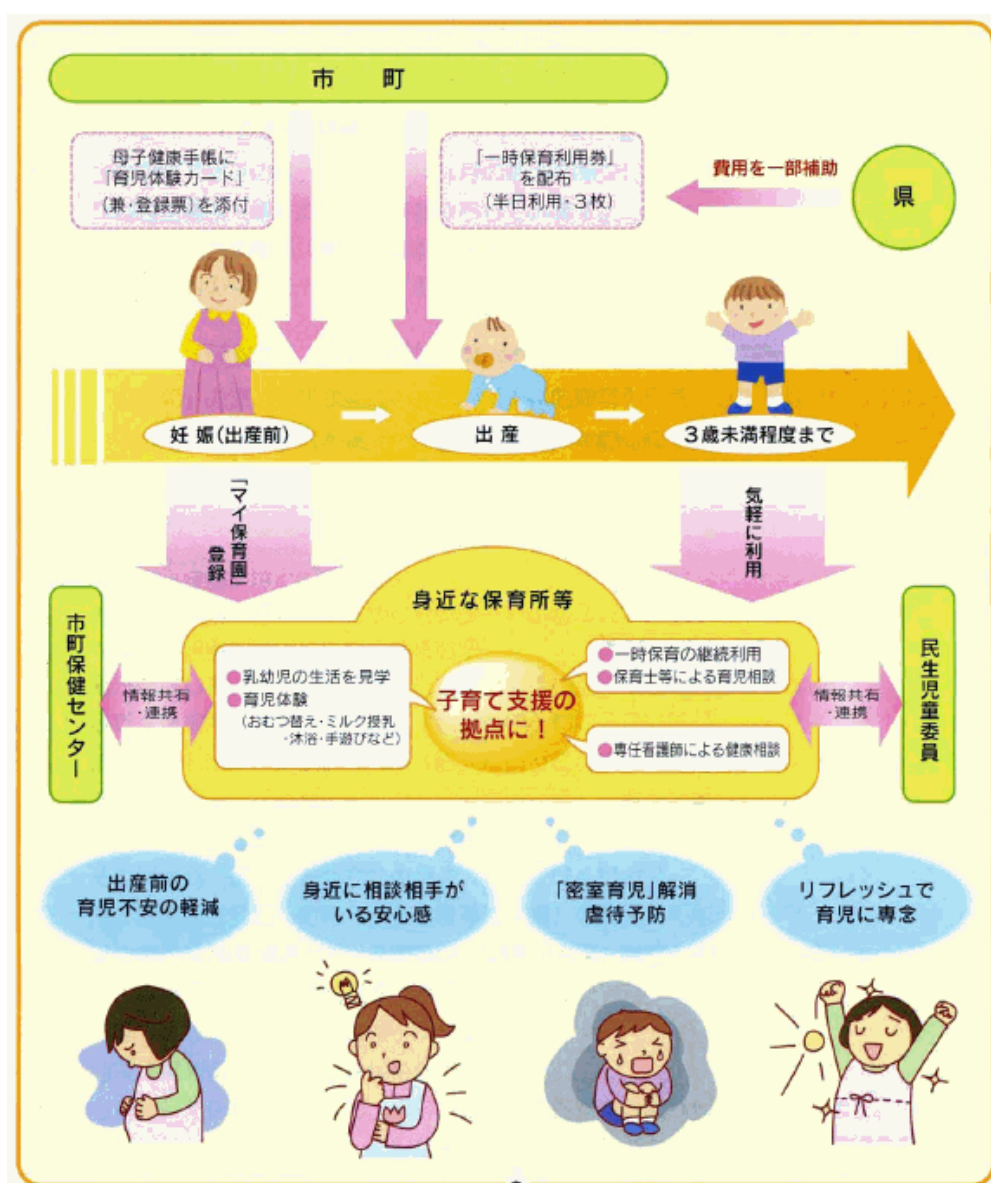 市 町
母子健康手帳に
「育児体験カード」
(兼・登録票)を添付
「一時保育利用券」
を配布
(半日利用・3枚)
費用を一部補助
県
妊 娠(出産前)
出 産
3歳未満程度まで
「マイ保育園」
登録
気軽に利用
身近な保育所等
市町保健センター
情報共有
・連携
●乳幼児の生活を見学
●育児体験
(おむつ替え・ミルク授乳
・沐浴・手遊びなど)
子育て支援の
拠点に!
●一時保育の継続利用
●保育士等による育児相談
●専任看護師による健康相談
情報共有
・連携
民生児童委員
出産前の
育児不安の軽減
身近に相談相手が
いる安心感
「密室育児」解消
虐待予防
リフレッシュで
育児に専念